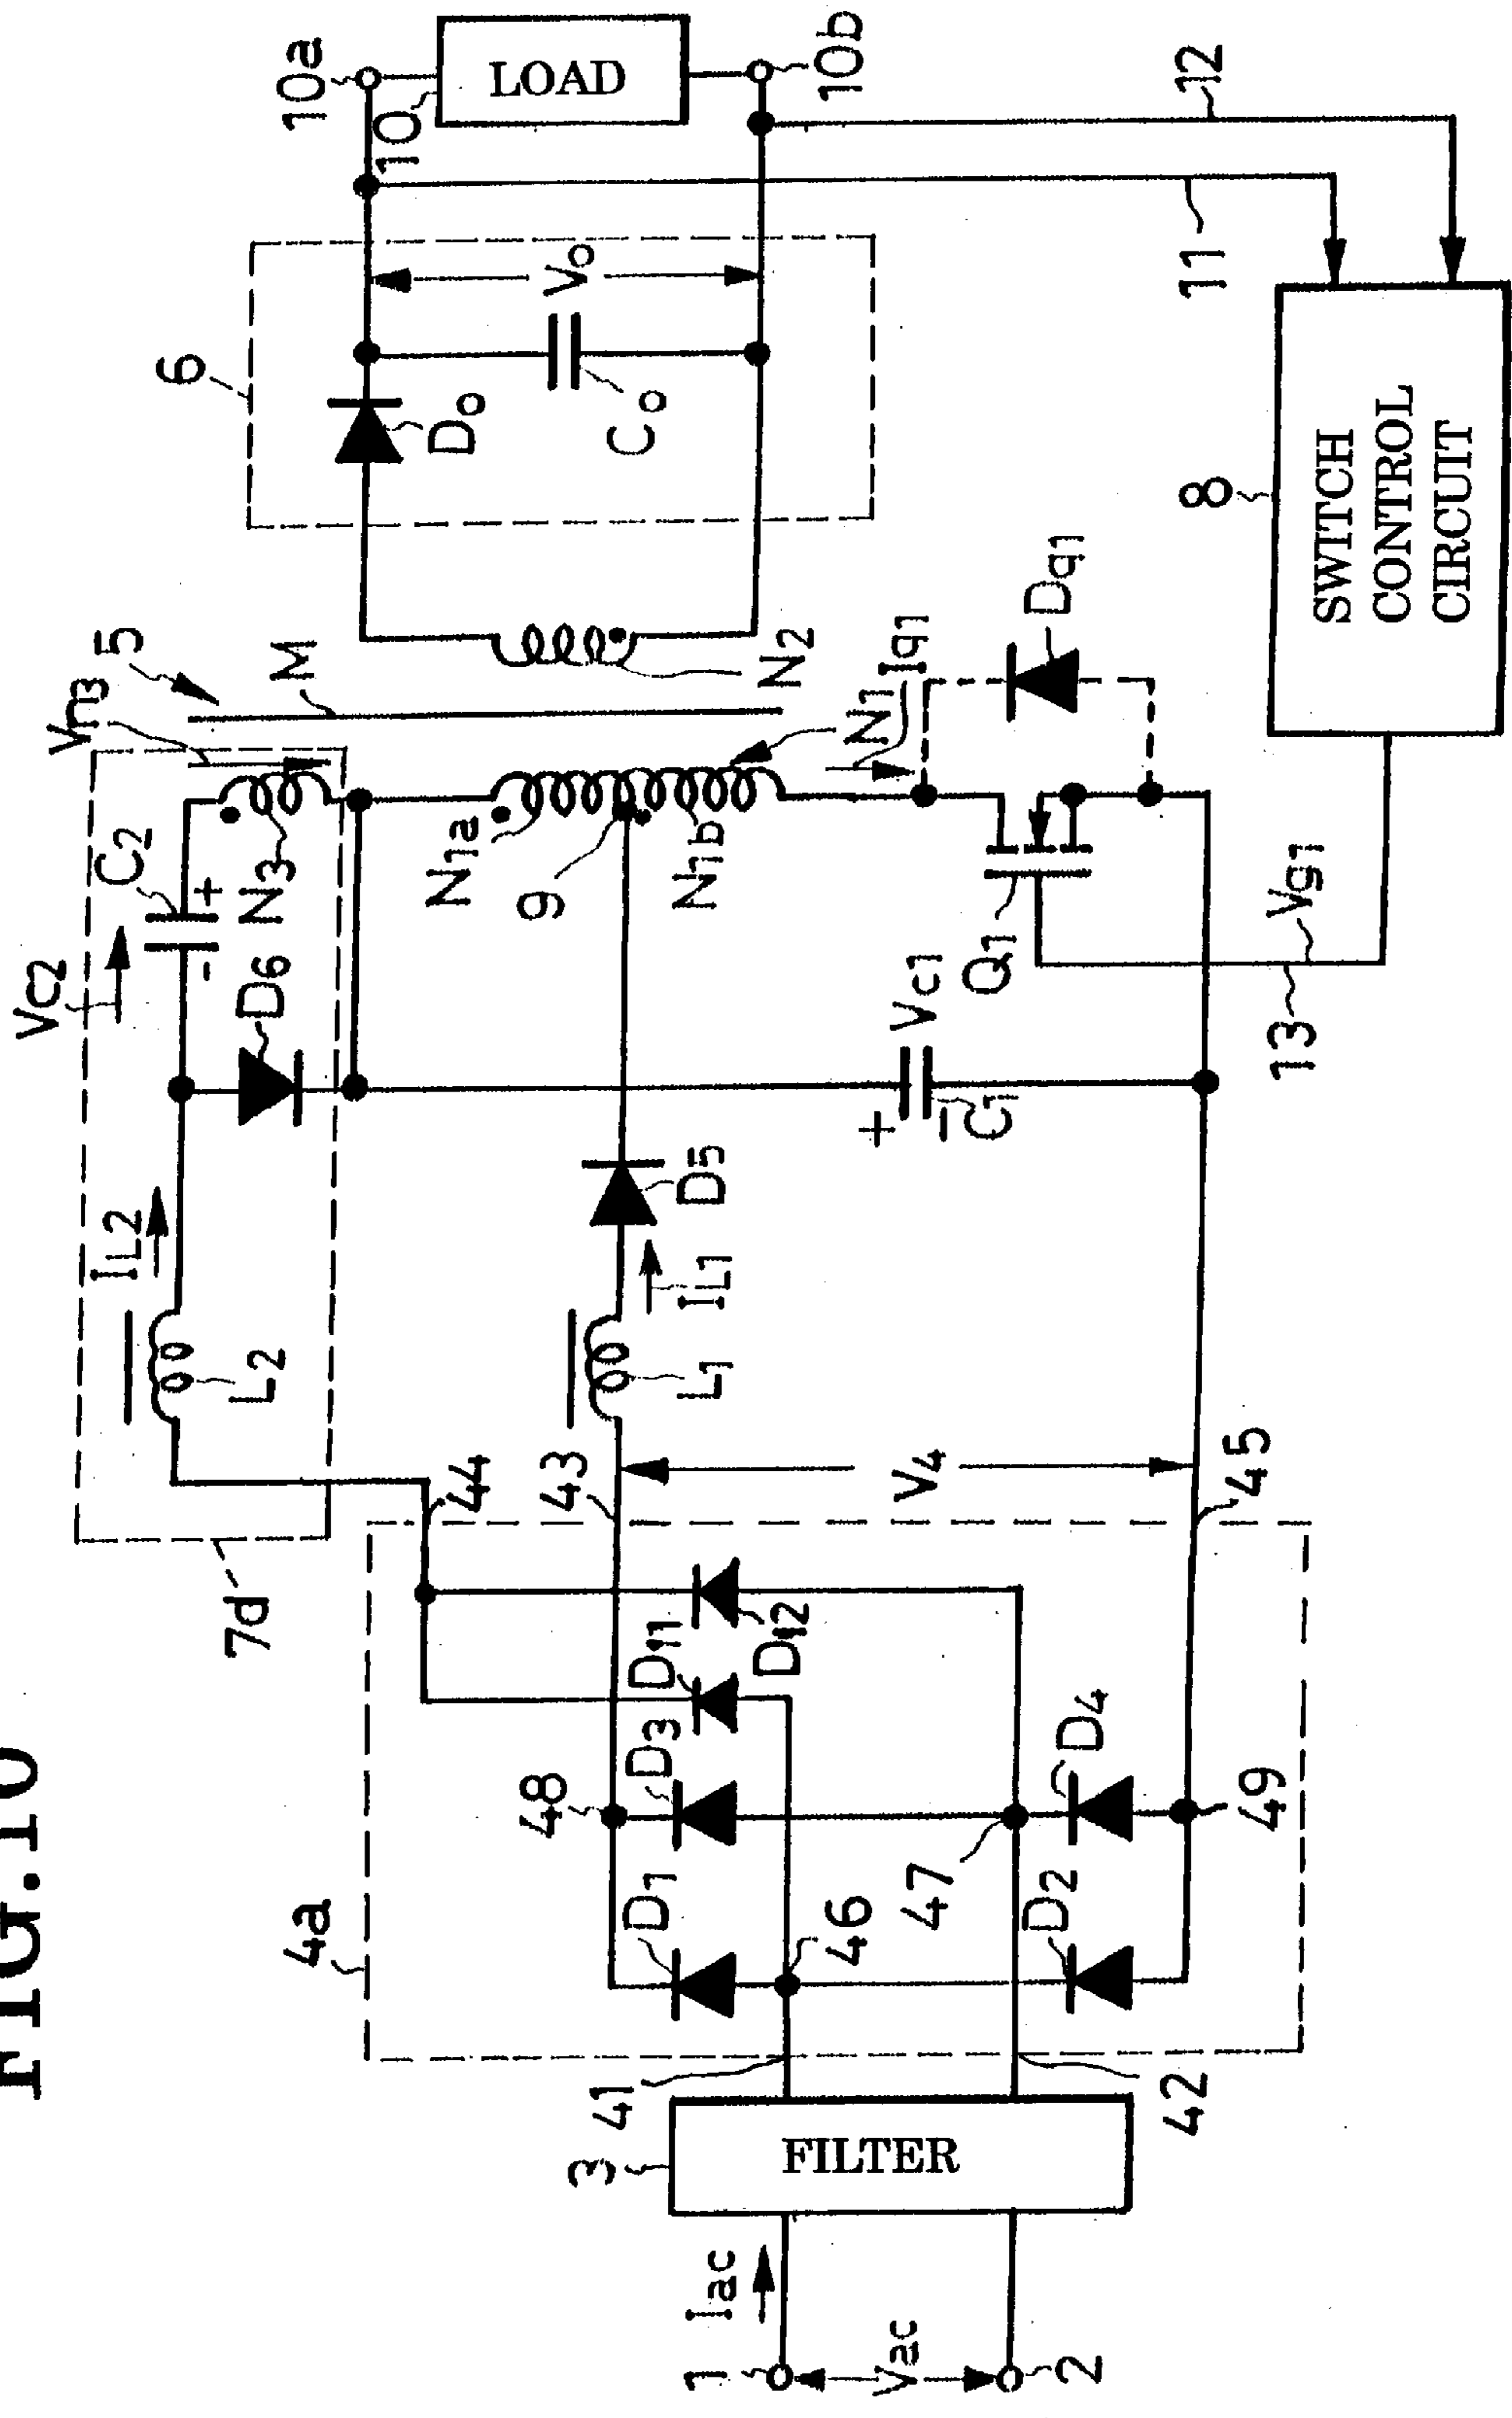 FIG.10
7d
VC2
C2
Vn3
5
IL2
+
-
N3
M
L2
D6
6
10a
44
N1a
10
LOAD
4a
48
43
D5
9
N1
N2
Do
Vo
Co
10b
D1
D3
D11
L1
IL1
N1b
D12
3
41
46
Iac
1
FILTER
V4
+
VC1
Iq1
47
C1
-
Q1
Dq1
Vac
D2
D4
2
42
49
45
11
12
13
Vg1
8
SWITCH
CONTROL
CIRCUIT